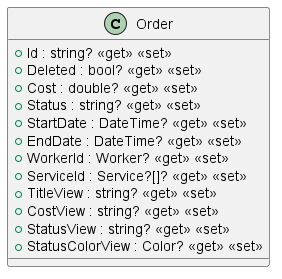 C Order
Id : string? «get» «set»
Deleted : bool? «get» «set»
Cost : double? «get» «set»
Status : string? «get» «set»
StartDate : DateTime? «get» «set»
EndDate : DateTime? «get» «set»
WorkerId : Worker? «get» «set»
ServiceId : Service?[]? «get» «set»
TitleView : string? «get» «set»
CostView : string? «get» «set»
StatusView : string? «get» «set»
StatusColorView : Color? «get» «set»